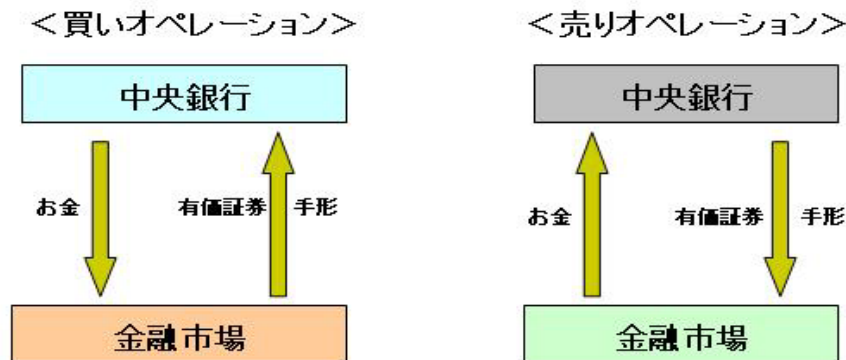 ＜買いオペレーション＞
中央銀行
お金
有価証券
手形
金融市場
＜売りオペレーション＞
中央銀行
お金
有価証券
手形
金融市場